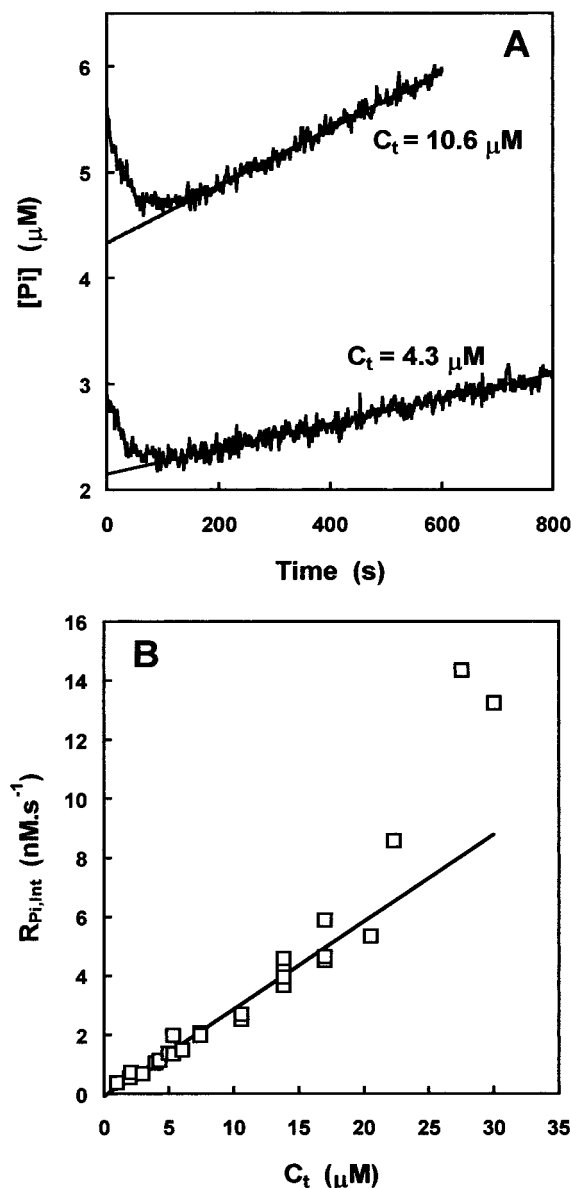 A
6
5
4
3
2
[Pi] (μM)
Ct = 10.6 μM
Ct = 4.3 μM
0 200 400 600 800
Time (s)
B
16
14
12
10
8
6
4
2
0
RPi,Int (nM.s-1)
0 5 10 15 20 25 30 35
Ct (μM)